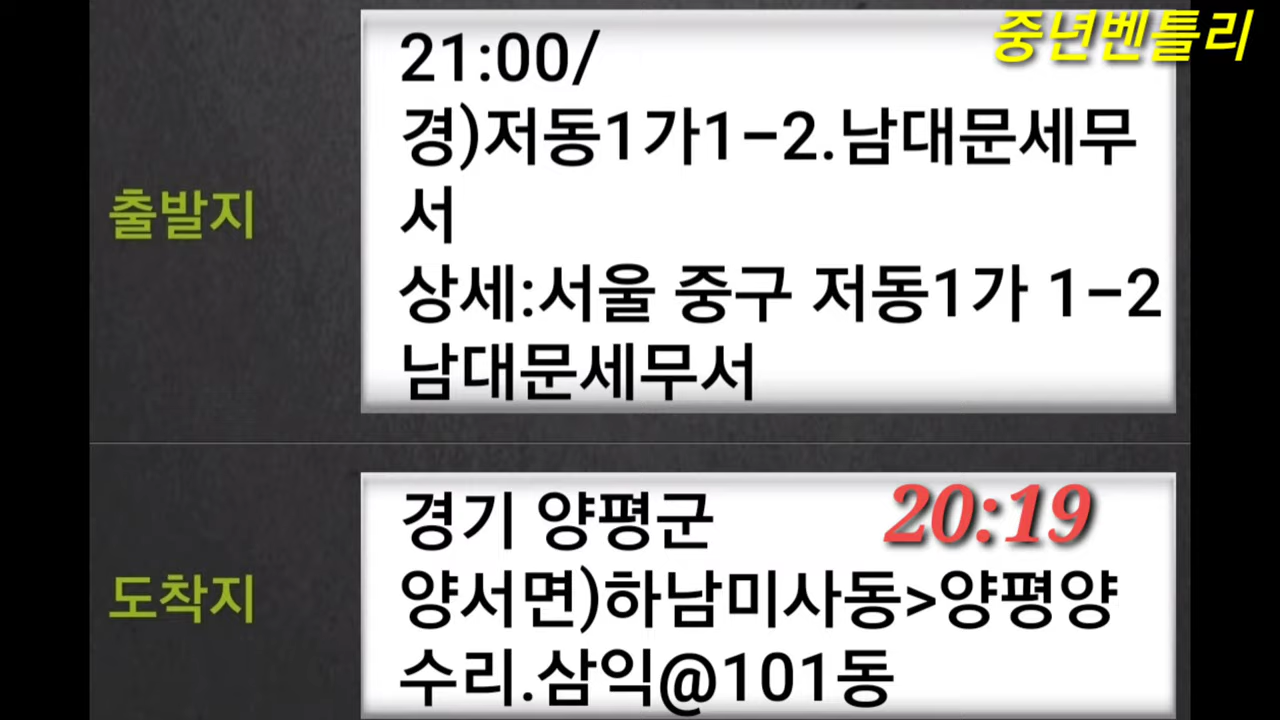 중년벤틀리
출발지
21:00/
경)저동1가1-2.남대문세무
서
상세:서울 중구 저동1가 1-2
남대문세무서
도착지
경기 양평군
20:19
양서면)하남미사동>양평양
수리.삼익@101동